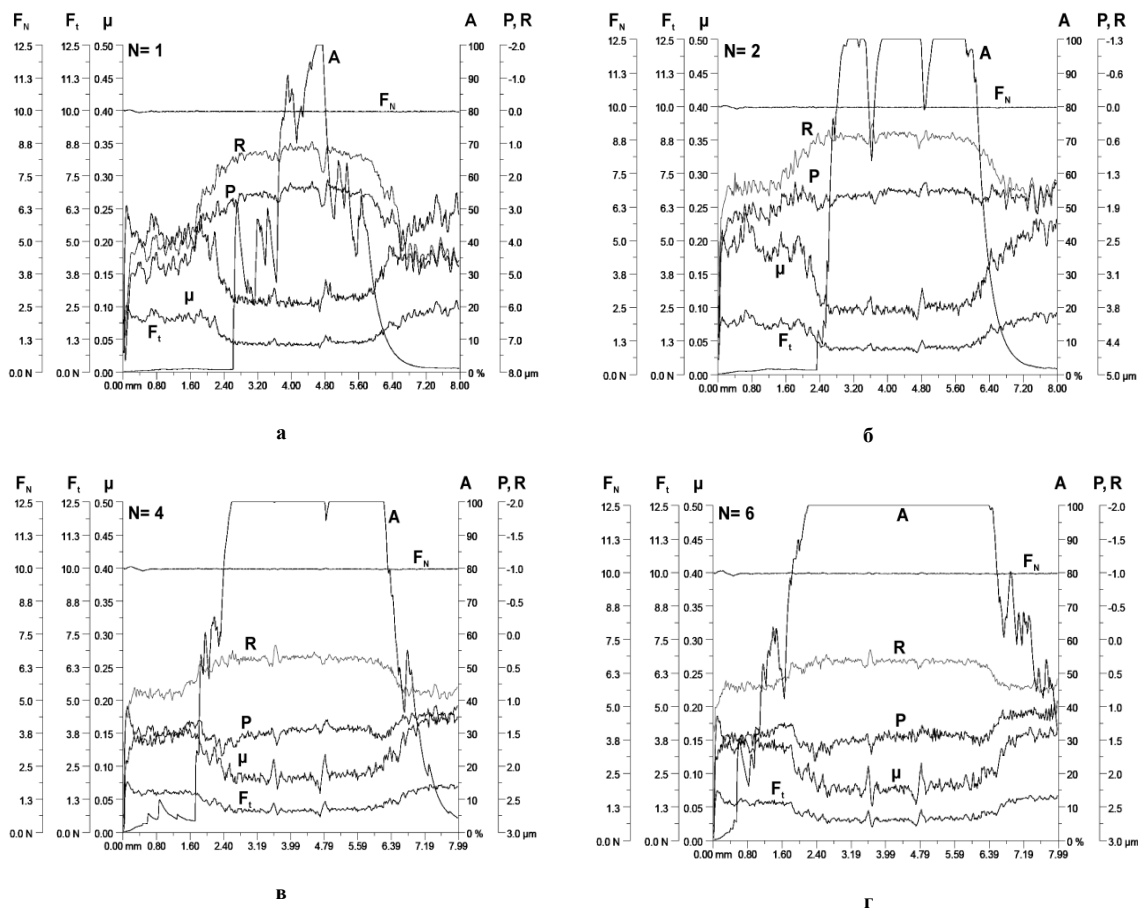 F_N F_t µ A P, R
12.5 12.5 0.50 100 -2.0
N= 1
A
11.3 11.3 0.45 90 -1.0
F_N
10.0 10.0 0.40 80 0.0
8.8 8.8 0.35 70 1.0
R
7.5 7.5 0.30 60 2.0
P
6.3 6.3 0.25 50 3.0
5.0 5.0 0.20 40 4.0
3.8 3.8 0.15 30 5.0
µ
2.5 2.5 0.10 20 6.0
F_t
1.3 1.3 0.05 10 7.0
0.0 N 0.0 N 0.00 0 % 8.0 µm
0.00 mm 0.80 1.60 2.40 3.20 4.00 4.80 5.60 6.40 7.20 8.00
а
F_N F_t µ A P, R
12.5 12.5 0.50 100 -1.3
N= 2
A
11.3 11.3 0.45 90 -0.6
F_N
10.0 10.0 0.40 80 0.0
R
8.8 8.8 0.35 70 0.6
7.5 7.5 0.30 60 1.3
P
6.3 6.3 0.25 50 1.9
5.0 5.0 0.20 40 2.5
µ
3.8 3.8 0.15 30 3.1
2.5 2.5 0.10 20 3.8
F_t
1.3 1.3 0.05 10 4.4
0.0 N 0.0 N 0.00 0 % 5.0 µm
0.00 mm 0.80 1.60 2.40 3.20 4.00 4.80 5.60 6.40 7.20 8.00
б
F_N F_t µ A P, R
12.5 12.5 0.50 100 -2.0
N= 4
A
11.3 11.3 0.45 90 -1.5
F_N
10.0 10.0 0.40 80 -1.0
8.8 8.8 0.35 70 -0.5
7.5 7.5 0.30 60 0.0
R
6.3 6.3 0.25 50 0.5
5.0 5.0 0.20 40 1.0
P
3.8 3.8 0.15 30 1.5
µ
2.5 2.5 0.10 20 2.0
F_t
1.3 1.3 0.05 10 2.5
0.0 N 0.0 N 0.00 0 % 3.0 µm
0.00 mm 0.80 1.60 2.40 3.19 3.99 4.79 5.59 6.39 7.19 7.99
в
F_N F_t µ A P, R
12.5 12.5 0.50 100 -2.0
N= 6
A
11.3 11.3 0.45 90 -1.5
F_N
10.0 10.0 0.40 80 -1.0
8.8 8.8 0.35 70 -0.5
7.5 7.5 0.30 60 0.0
R
6.3 6.3 0.25 50 0.5
5.0 5.0 0.20 40 1.0
P
3.8 3.8 0.15 30 1.5
µ
2.5 2.5 0.10 20 2.0
F_t
1.3 1.3 0.05 10 2.5
0.0 N 0.0 N 0.00 0 % 3.0 µm
0.00 mm 0.80 1.60 2.40 3.19 3.99 4.79 5.59 6.39 7.19 7.99
г